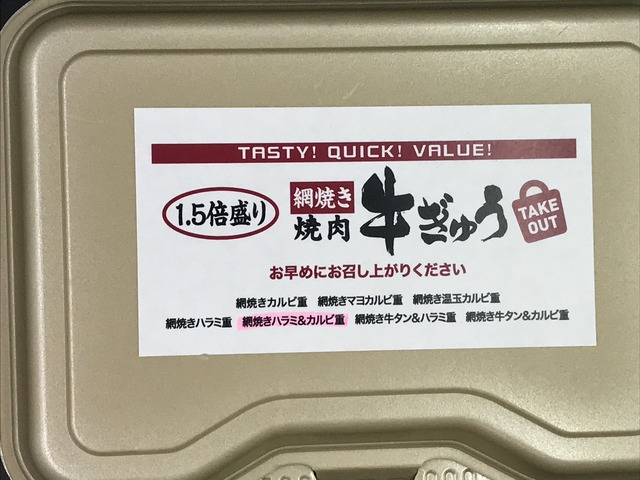 TASTY! QUICK! VALUE!
1.5倍盛り
網焼き
焼肉
牛ぎゅう
TAKE
OUT
お早めにお召し上がりください
網焼きカルビ重 網焼きマヨカルビ重 網焼き温玉カルビ重
網焼きハラミ重 網焼きハラミ&カルビ重 網焼き牛タン&ハラミ重 網焼き牛タン&カルビ重